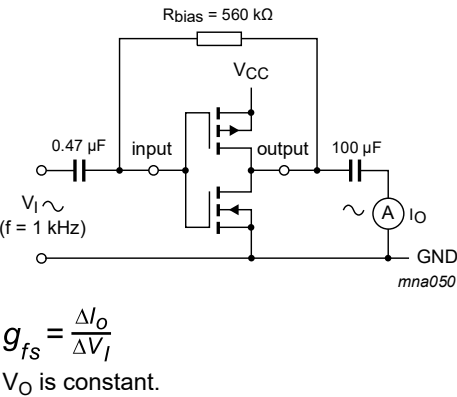 Rbias = 560 kΩ
VCC
0.47 µF
input
output
100 µF
VI
(f = 1 kHz)
A
IO
GND
mna050
gfs = ΔIo / ΔVI
VO is constant.